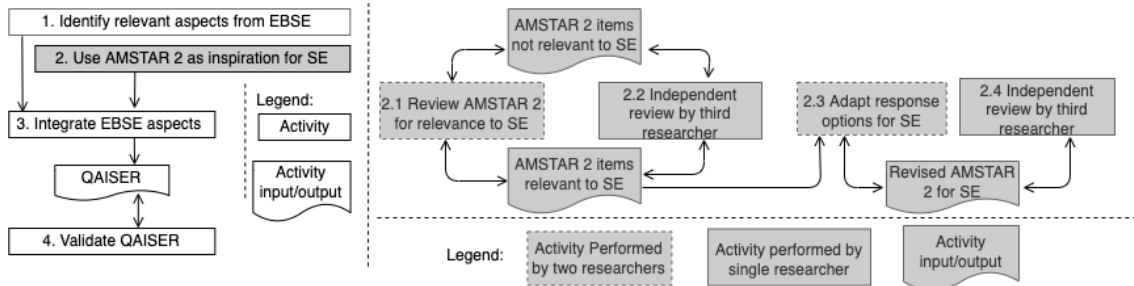 1. Identify relevant aspects from EBSE
2. Use AMSTAR 2 as inspiration for SE
3. Integrate EBSE aspects
QAISER
4. Validate QAISER
Legend:
Activity
Activity
input/output
AMSTAR 2 items
not relevant to SE
2.1 Review AMSTAR 2
for relevance to SE
2.2 Independent
review by third
researcher
AMSTAR 2 items
relevant to SE
2.3 Adapt response
options for SE
2.4 Independent
review by third
researcher
Revised AMSTAR
2 for SE
Legend:
Activity Performed
by two researchers
Activity performed by
single researcher
Activity
input/output